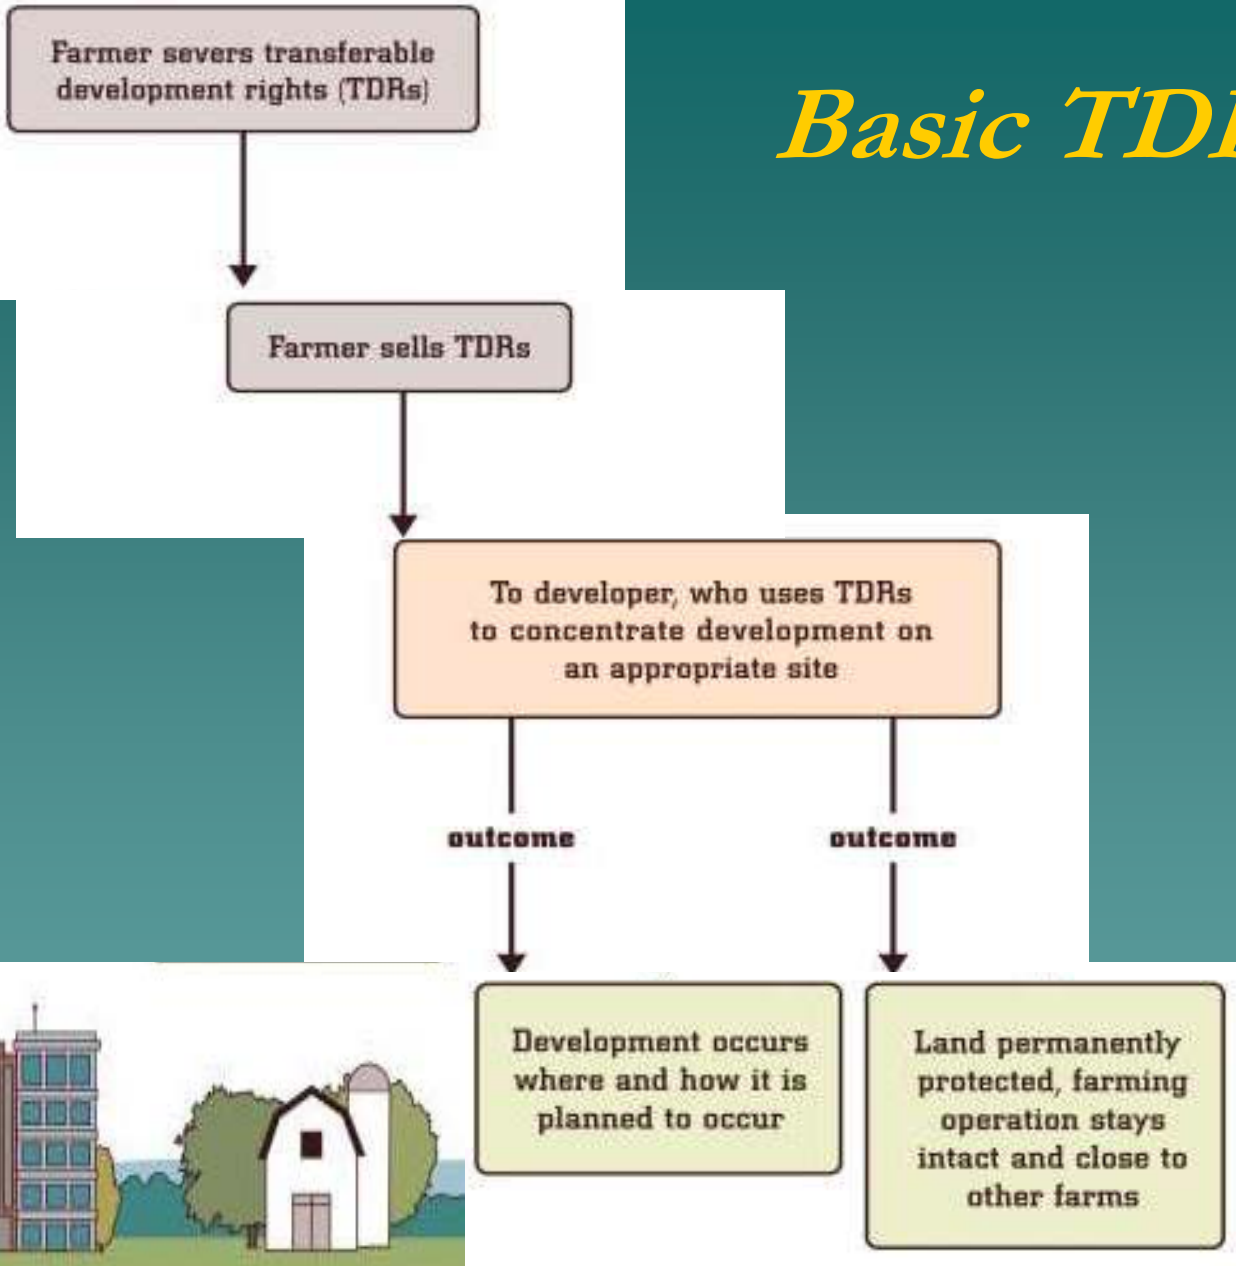 Farmer severs transferable
development rights (TDRs)
Basic
Farmer sells TDRs
To developer, who uses TDRs
to concentrate development on
an appropriate site
outcome
outcome
Development occurs
where and how it is
planned to occur
Land permanently
protected, farming
operation stays
intact and close to
other farms